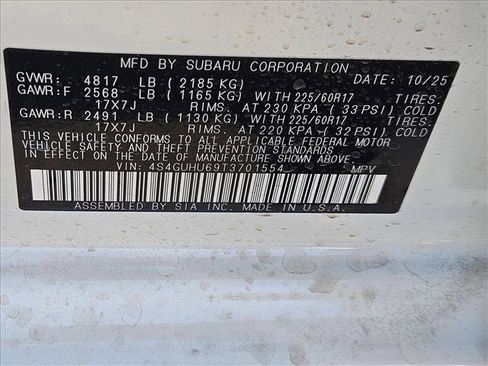 MFD BY SUBARU CORPORATION
DATE: 10/25
GVWR: 4817 LB ( 2185 KG)
GAWR:F 2568 LB ( 1165 KG) WITH 225/60R17 TIRES.
17X7J RIMS. AT 230 KPA ( 33 PSI) COLD
GAWR:R 2491 LB ( 1130 KG) WITH 225/60R17 TIRES.
17X7J RIMS. AT 220 KPA ( 32 PSI) COLD
THIS VEHICLE CONFORMS TO ALL APPLICABLE FEDERAL MOTOR
VEHICLE SAFETY AND THEFT PREVENTION STANDARDS IN EFFECT
ON THE DATE OF MANUFACTURE SHOWN ABOVE.
VIN: 4S4GUHU69T3701554 MPV
ASSEMBLED BY SIA INC. MADE IN U.S.A.